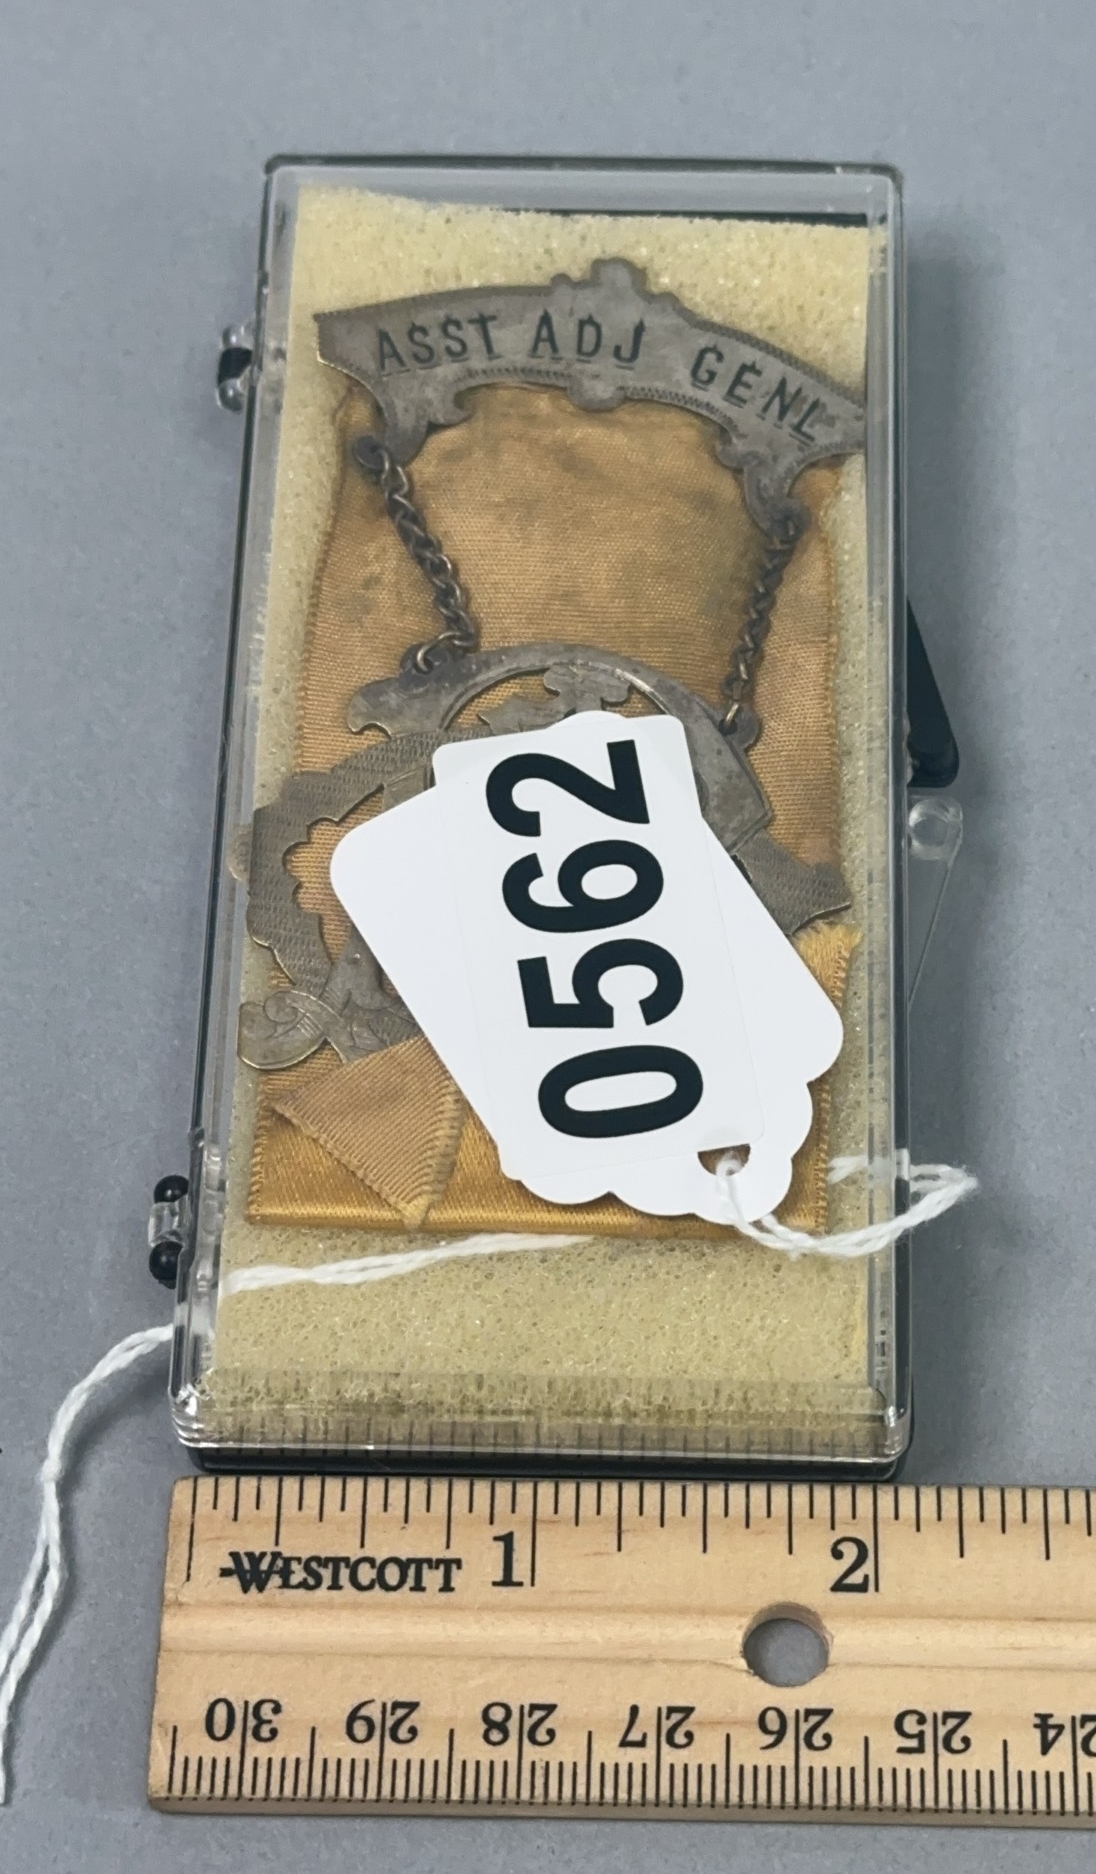 ASST ADJ GENL
0562
WESTCOTT 1 2
30 29 28 27 26 25 24